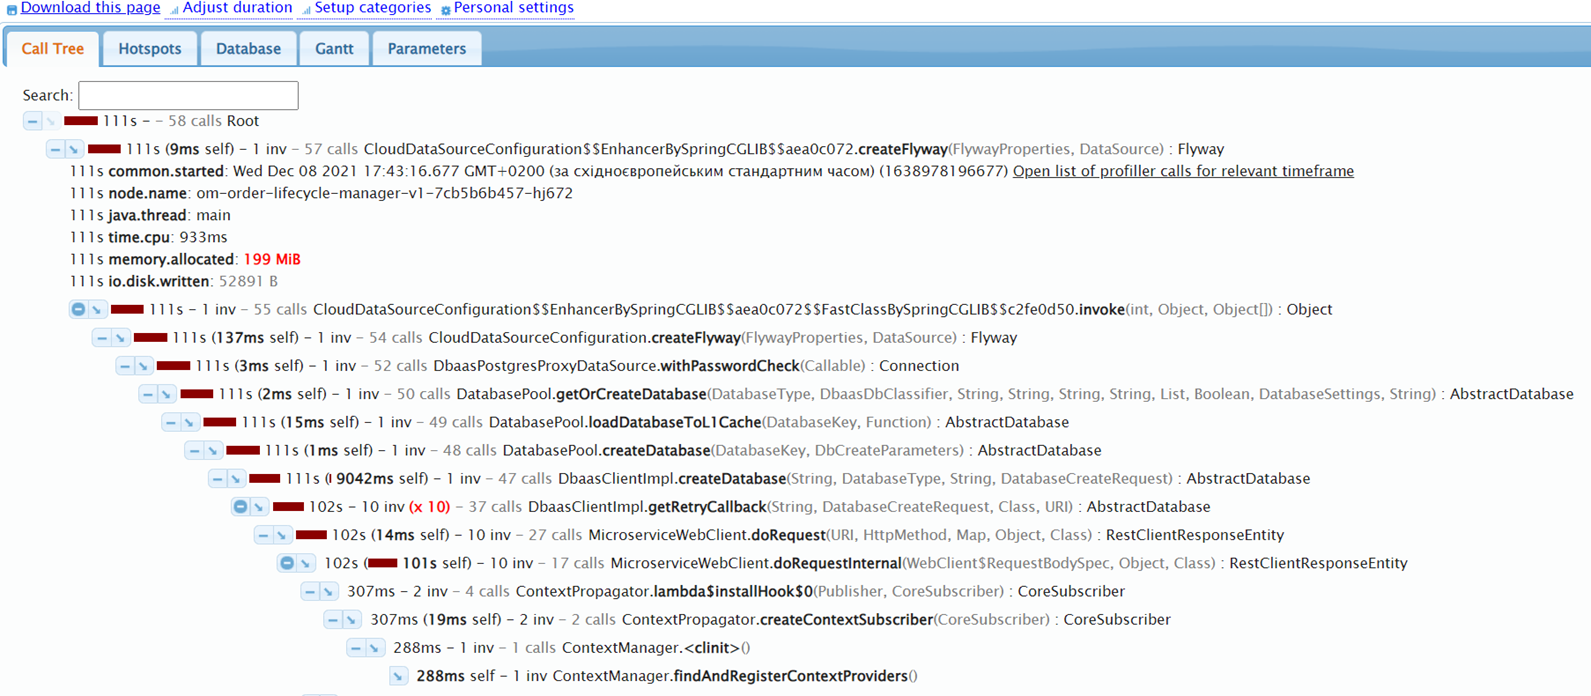 Download this page Adjust duration Setup categories Personal settings
Call Tree Hotspots Database Gantt Parameters
Search:
111s – – 58 calls Root
111s (9ms self) – 1 inv – 57 calls CloudDataSourceConfiguration$$EnhancerBySpringCGLIB$$aea0c072.createFlyway(FlywayProperties, DataSource) : Flyway
111s common.started: Wed Dec 08 2021 17:43:16.677 GMT+0200 (за східноєвропейським стандартним часом) (1638978196677) Open list of profiller calls for relevant timeframe
111s node.name: om-order-lifecycle-manager-v1-7cb5b6b457-hj672
111s java.thread: main
111s time.cpu: 933ms
111s memory.allocated: 199 MiB
111s io.disk.written: 52891 B
111s – 1 inv – 55 calls CloudDataSourceConfiguration$$EnhancerBySpringCGLIB$$aea0c072$$FastClassBySpringCGLIB$$c2fe0d50.invoke(int, Object, Object[]) : Object
111s (137ms self) – 1 inv – 54 calls CloudDataSourceConfiguration.createFlyway(FlywayProperties, DataSource) : Flyway
111s (3ms self) – 1 inv – 52 calls DbaasPostgresProxyDataSource.withPasswordCheck(Callable) : Connection
111s (2ms self) – 1 inv – 50 calls DatabasePool.getOrCreateDatabase(DatabaseType, DbaasDbClassifier, String, String, String, String, List, Boolean, DatabaseSettings, String) : AbstractDatabase
111s (15ms self) – 1 inv – 49 calls DatabasePool.loadDatabaseToL1Cache(DatabaseKey, Function) : AbstractDatabase
111s (1ms self) – 1 inv – 48 calls DatabasePool.createDatabase(DatabaseKey, DbCreateParameters) : AbstractDatabase
111s (9042ms self) – 1 inv – 47 calls DbaasClientImpl.createDatabase(String, DatabaseType, String, DatabaseCreateRequest) : AbstractDatabase
102s – 10 inv (x 10) – 37 calls DbaasClientImpl.getRetryCallback(String, DatabaseCreateRequest, Class, URI) : AbstractDatabase
102s (14ms self) – 10 inv – 27 calls MicroserviceWebClient.doRequest(URI, HttpMethod, Map, Object, Class) : RestClientResponseEntity
102s (101s self) – 10 inv – 17 calls MicroserviceWebClient.doRequestInternal(WebClient$RequestBodySpec, Object, Class) : RestClientResponseEntity
307ms – 2 inv – 4 calls ContextPropagator.lambda$installHook$0(Publisher, CoreSubscriber) : CoreSubscriber
307ms (19ms self) – 2 inv – 2 calls ContextPropagator.createContextSubscriber(CoreSubscriber) : CoreSubscriber
288ms – 1 inv – 1 calls ContextManager.<clinit>()
288ms self – 1 inv ContextManager.findAndRegisterContextProviders()